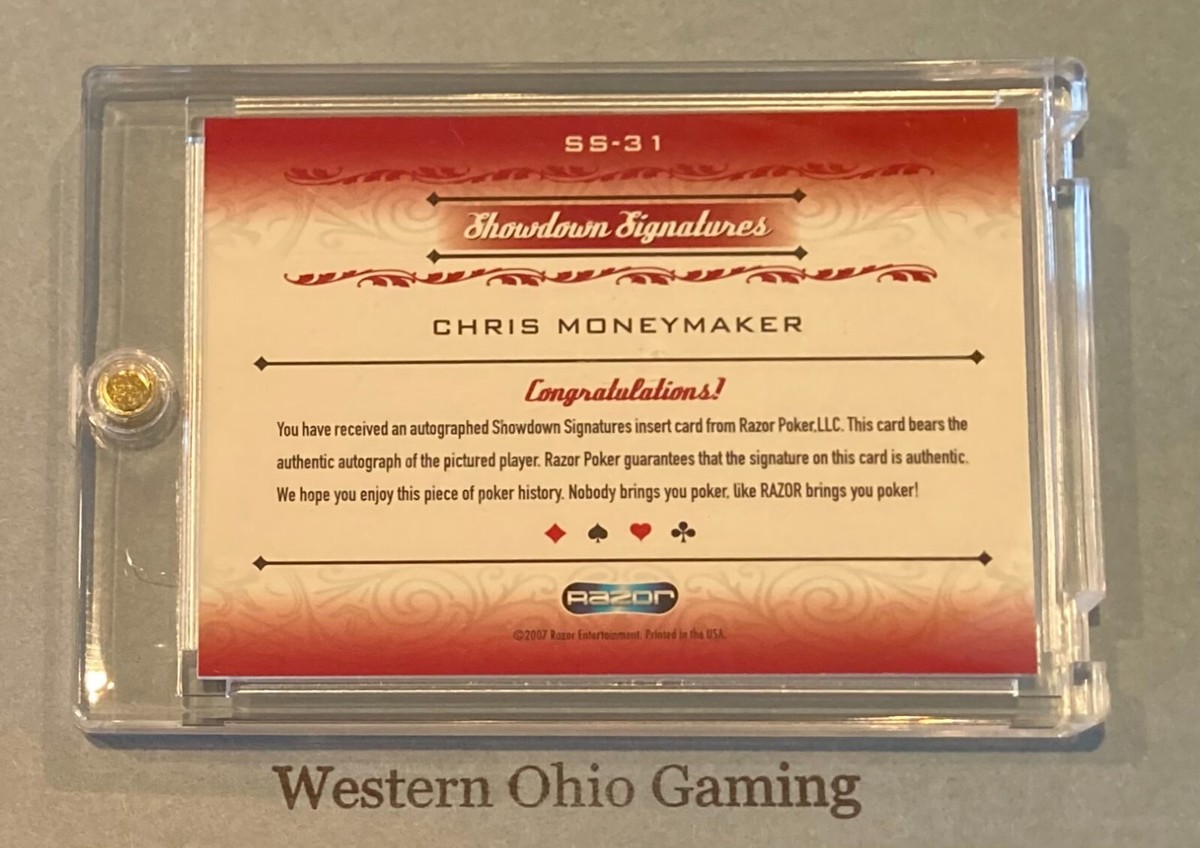 SS-31
Showdown Signatures
CHRIS MONEYMAKER
Congratulations!
You have received an autographed Showdown Signatures insert card from Razor Poker,LLC. This card bears the
authentic autograph of the pictured player. Razor Poker guarantees that the signature on this card is authentic.
We hope you enjoy this piece of poker history. Nobody brings you poker, like RAZOR brings you poker!
Razor
©2007 Razor Entertainment. Printed in the USA.
Western Ohio Gaming